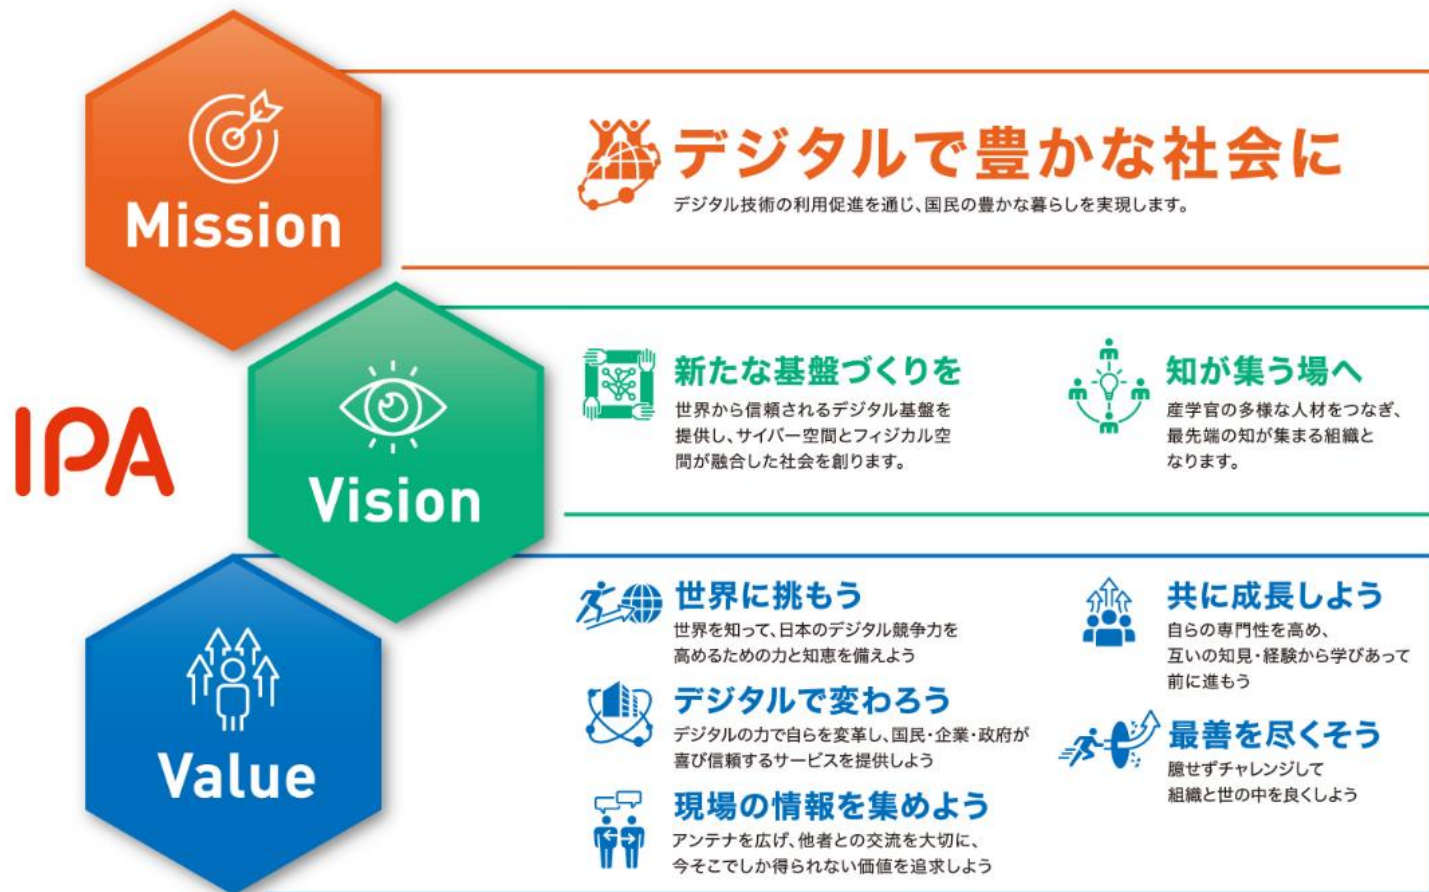 Mission
デジタルで豊かな社会に
デジタル技術の利用促進を通じ、国民の豊かな暮らしを実現します。
IPA
Vision
新たな基盤づくりを
世界から信頼されるデジタル基盤を
提供し、サイバー空間とフィジカル空
間が融合した社会を創ります。
知が集う場へ
産学官の多様な人材をつなぎ、
最先端の知が集まる組織と
なります。
Value
世界に挑もう
世界を知って、日本のデジタル競争力を
高めるための力と知恵を備えよう
デジタルで変わろう
デジタルの力で自らを変革し、国民・企業・政府が
喜び信頼するサービスを提供しよう
現場の情報を集めよう
アンテナを広げ、他者との交流を大切に、
今そこでしか得られない価値を追求しよう
共に成長しよう
自らの専門性を高め、
互いの知見・経験から学びあって
前に進もう
最善を尽くそう
臆せずチャレンジして
組織と世の中を良くしよう